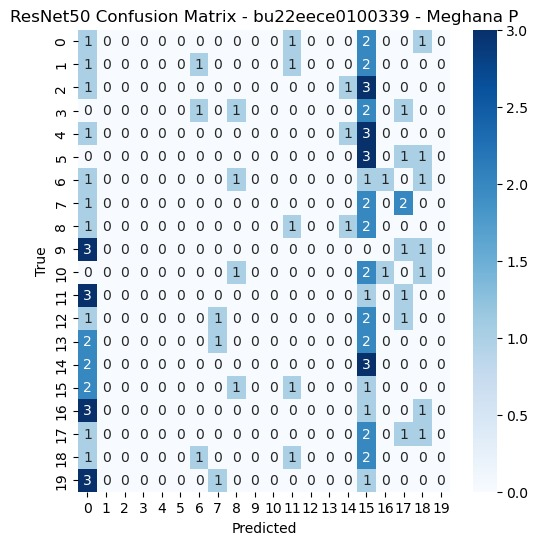 ResNet50 Confusion Matrix - bu22eece0100339 - Meghana P
True
0 1 0 0 0 0 0 0 0 0 0 0 1 0 0 0 2 0 0 1 0
1 1 0 0 0 0 0 1 0 0 0 0 1 0 0 0 2 0 0 0 0
2 1 0 0 0 0 0 0 0 0 0 0 0 0 0 1 3 0 0 0 0
3 0 0 0 0 0 0 1 0 1 0 0 0 0 0 0 2 0 1 0 0
4 1 0 0 0 0 0 0 0 0 0 0 0 0 0 1 3 0 0 0 0
5 0 0 0 0 0 0 0 0 0 0 0 0 0 0 0 3 0 1 1 0
6 1 0 0 0 0 0 0 0 1 0 0 0 0 0 0 1 1 0 1 0
7 1 0 0 0 0 0 0 0 0 0 0 0 0 0 0 2 0 2 0 0
8 1 0 0 0 0 0 0 0 0 0 0 1 0 0 1 2 0 0 0 0
9 3 0 0 0 0 0 0 0 0 0 0 0 0 0 0 0 0 1 1 0
10 0 0 0 0 0 0 0 0 1 0 0 0 0 0 0 2 1 0 1 0
11 3 0 0 0 0 0 0 0 0 0 0 0 0 0 0 1 0 1 0 0
12 1 0 0 0 0 0 0 1 0 0 0 0 0 0 0 2 0 1 0 0
13 2 0 0 0 0 0 0 1 0 0 0 0 0 0 0 2 0 0 0 0
14 2 0 0 0 0 0 0 0 0 0 0 0 0 0 0 3 0 0 0 0
15 2 0 0 0 0 0 0 0 1 0 0 1 0 0 0 1 0 0 0 0
16 3 0 0 0 0 0 0 0 0 0 0 0 0 0 0 1 0 0 1 0
17 1 0 0 0 0 0 0 0 0 0 0 0 0 0 0 2 0 1 1 0
18 1 0 0 0 0 0 1 0 0 0 0 1 0 0 0 2 0 0 0 0
19 3 0 0 0 0 0 0 1 0 0 0 0 0 0 0 1 0 0 0 0
0 1 2 3 4 5 6 7 8 9 10 11 12 13 14 15 16 17 18 19
Predicted
3.0
2.5
2.0
1.5
1.0
0.5
0.0